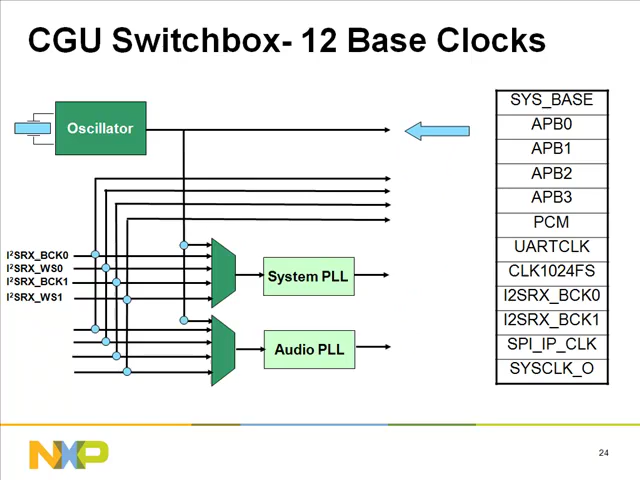 CGU Switchbox- 12 Base Clocks
Oscillator
I²SRX_BCK0
I²SRX_WS0
I²SRX_BCK1
I²SRX_WS1
System PLL
Audio PLL
SYS_BASE
APB0
APB1
APB2
APB3
PCM
UARTCLK
CLK1024FS
I2SRX_BCK0
I2SRX_BCK1
SPI_IP_CLK
SYSCLK_O
NXP
24